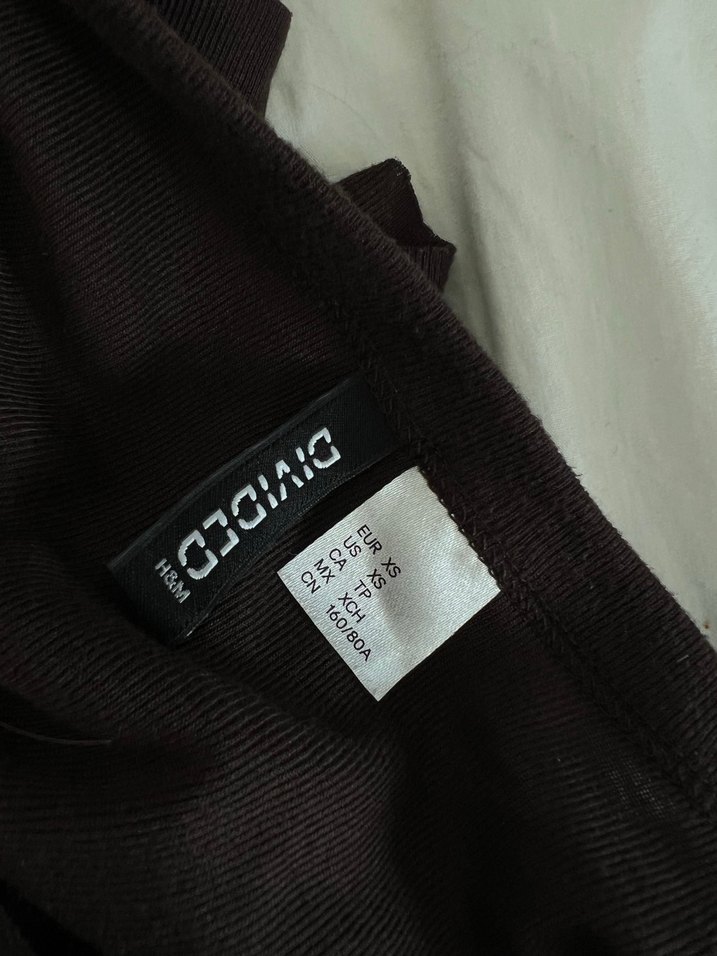 DIVIDED
H&M
EUR XS
US XS
CA TP
MX XCH
CN 160/80A